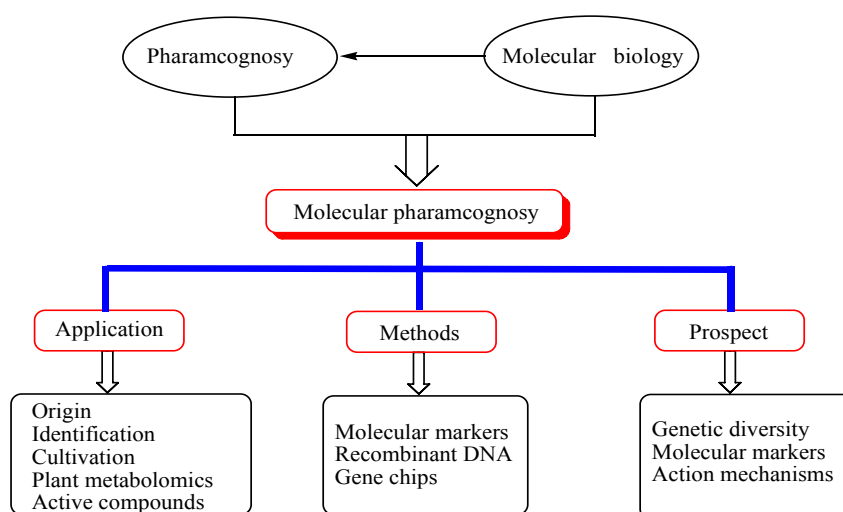 Pharamcognosy
Molecular biology
Molecular pharamcognosy
Application
Methods
Prospect
Origin
Identification
Cultivation
Plant metabolomics
Active compounds
Molecular markers
Recombinant DNA
Gene chips
Genetic diversity
Molecular markers
Action mechanisms